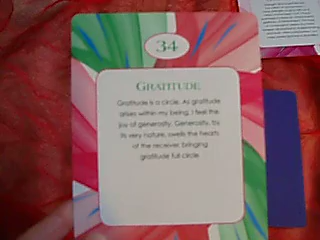 34
GRATITUDE
Gratitude is a circle. As gratitude
arises within my being, I feel the
joy of generosity. Generosity, by
its very nature, swells the hearts
of the receiver, bringing
gratitude full circle.